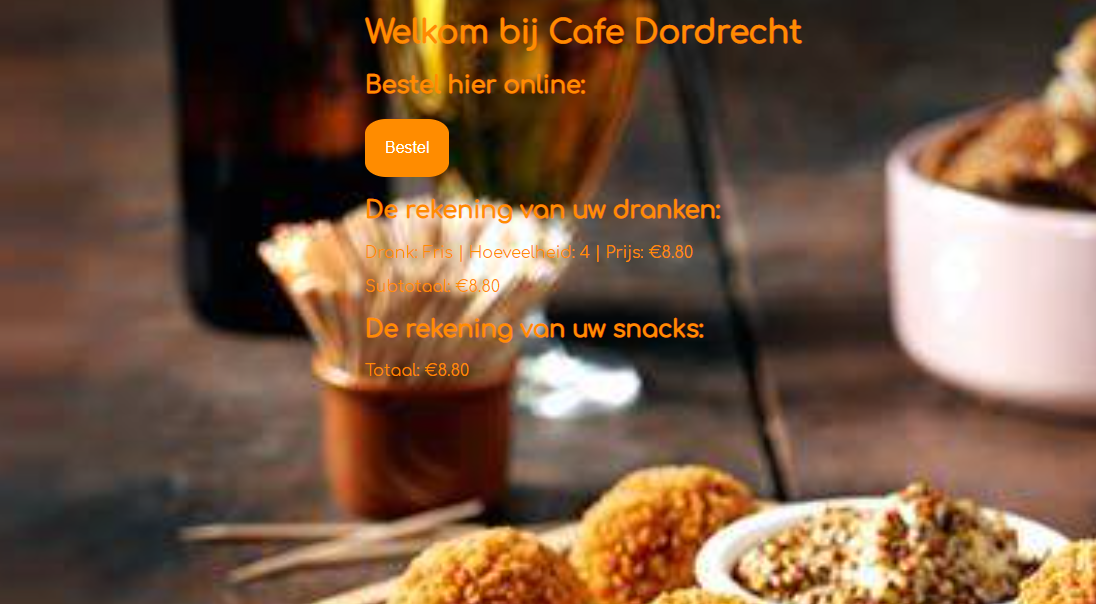 Welkom bij Cafe Dordrecht
Bestel hier online:
Bestel
De rekening van uw dranken:
Drank: Fris | Hoeveelheid: 4 | Prijs: €8.80
Subtotaal: €8.80
De rekening van uw snacks:
Totaal: €8.80